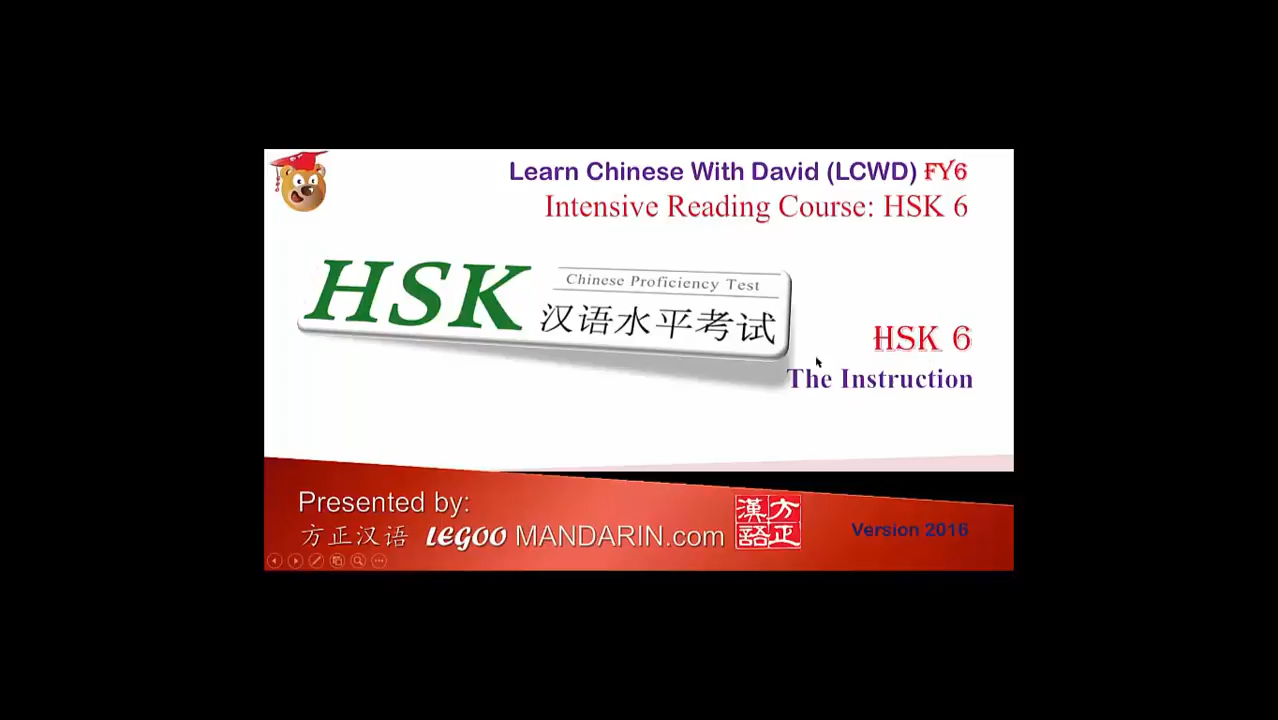 Learn Chinese With David (LCWD) FY6
Intensive Reading Course: HSK 6
HSK
Chinese Proficiency Test
汉语水平考试
HSK 6
The Instruction
Presented by:
方正汉语 LEGOO MANDARIN.com
漢方
語正
Version 2016